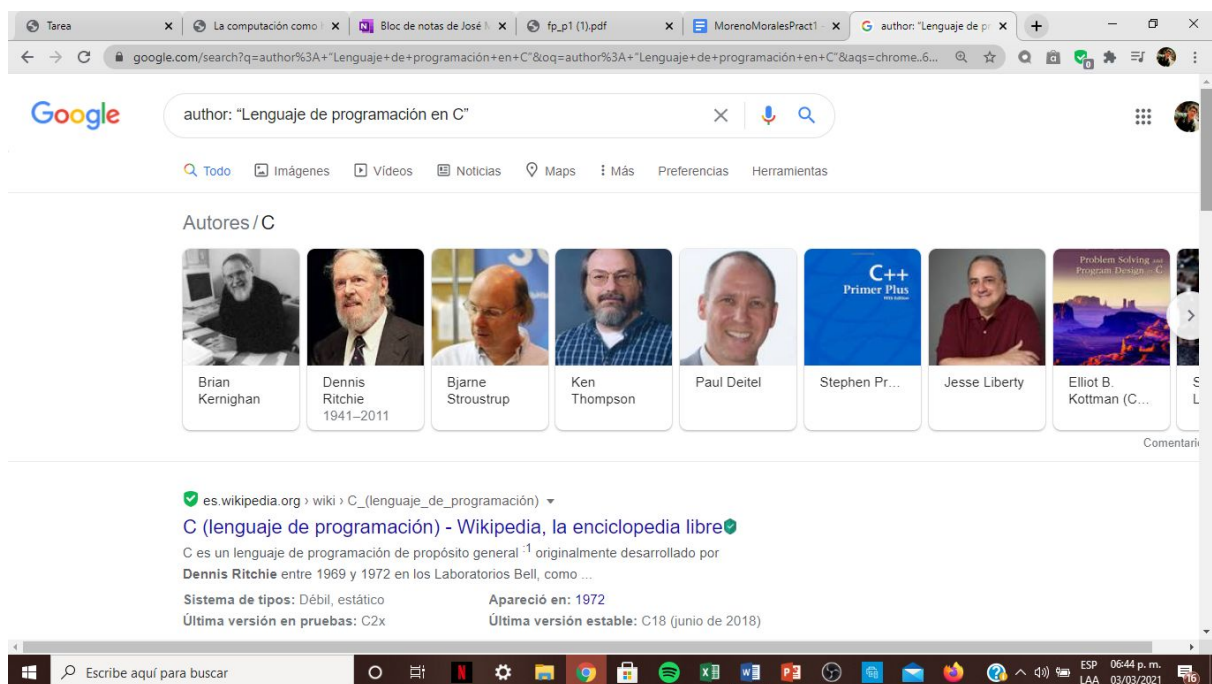 Tarea
La computación como
Bloc de notas de José
fp_p1 (1).pdf
MorenoMoralesPract1 -
author: "Lenguaje de pr
google.com/search?q=author%3A+"Lenguaje+de+programación+en+C"&oq=author%3A+"Lenguaje+de+programación+en+C"&aqs=chrome..6...
Google
author: “Lenguaje de programación en C”
Todo
Imágenes
Vídeos
Noticias
Maps
Más
Preferencias
Herramientas
Autores / C
C++
Primer Plus
Problem Solving and
Program Design in C
Brian
Kernighan
Dennis
Ritchie
1941–2011
Bjarne
Stroustrup
Ken
Thompson
Paul Deitel
Stephen Pr...
Jesse Liberty
Elliot B.
Kottman (C...
S
L
Comentari
es.wikipedia.org › wiki › C_(lenguaje_de_programación)
C (lenguaje de programación) - Wikipedia, la enciclopedia libre
C es un lenguaje de programación de propósito general :1 originalmente desarrollado por
Dennis Ritchie entre 1969 y 1972 en los Laboratorios Bell, como ...
Sistema de tipos: Débil, estático
Apareció en: 1972
Última versión en pruebas: C2x
Última versión estable: C18 (junio de 2018)
Escribe aquí para buscar
ESP
LAA
06:44 p. m.
03/03/2021
16